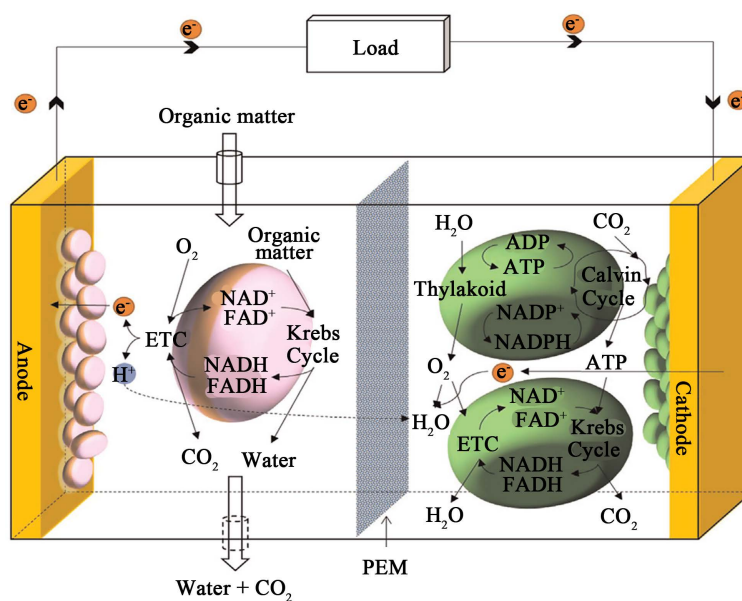 e-
e-
Load
e-
e-
Organic matter
O2
Organic
matter
NAD+
FAD+
Krebs
Cycle
ETC
NADH
FADH
e-
H+
CO2
Water
Water + CO2
Anode
PEM
H2O
CO2
ADP
ATP
Thylakoid
Calvin
Cycle
NADP+
NADPH
ATP
O2
e-
H2O
NAD+
FAD+
ETC
Krebs
Cycle
NADH
FADH
H2O
CO2
Cathode